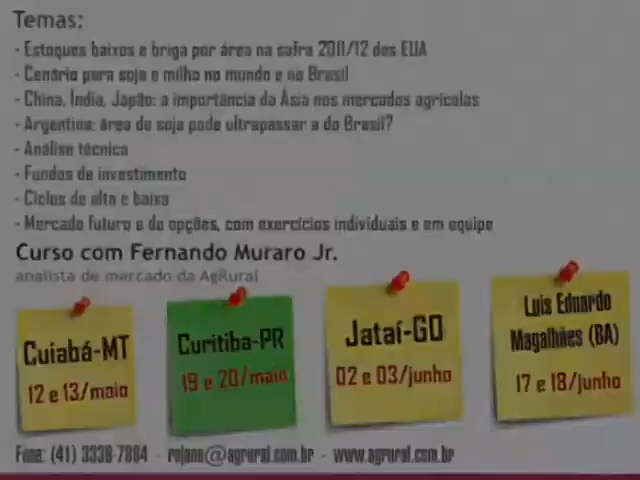 Temas:
- Estoques baixos e briga por área na safra 2011/12 dos EUA
- Cenário para soja e milho no mundo e no Brasil
- China, Índia, Japão: a importância da Ásia nos mercados agrícolas
- Argentina: área de soja pode ultrapassar a do Brasil?
- Análise técnica
- Fundos de investimento
- Ciclos de alta e baixa
- Mercado futuro e de opções, com exercícios individuais e em equipe
Curso com Fernando Muraro Jr.
analista de mercado da AgRural
Cuiabá-MT
12 e 13/maio
Curitiba-PR
19 e 20/maio
Jataí-GO
02 e 03/junho
Luis Eduardo
Magalhães (BA)
17 e 18/junho
Fone: (41) 3338-7884 - rejane@agrural.com.br - www.agrural.com.br